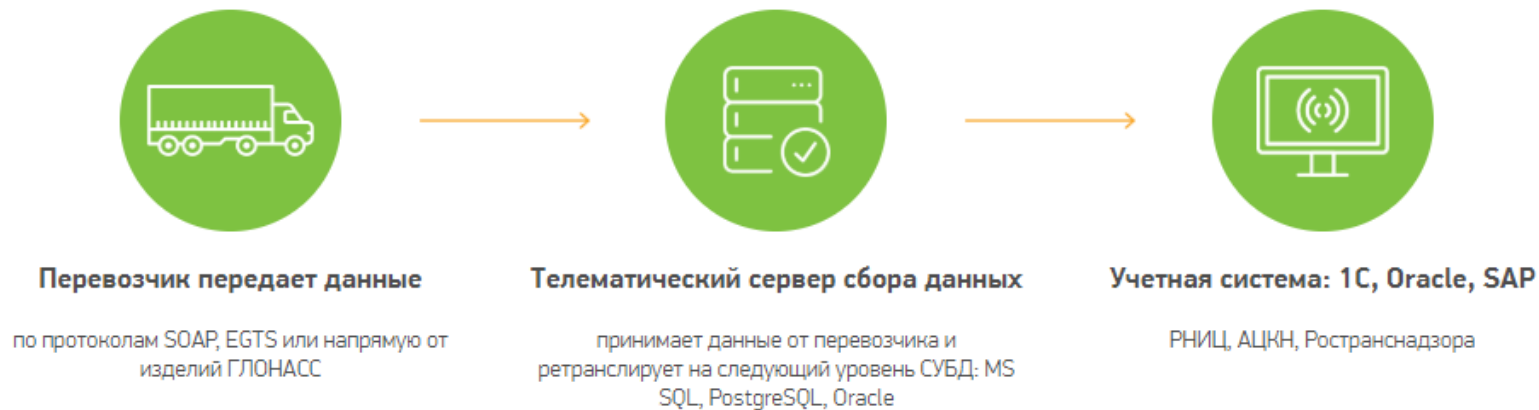 Перевозчик передает данные
по протоколам SOAP, EGTS или напрямую от
изделий ГЛОНАСС
Телематический сервер сбора данных
принимает данные от перевозчика и
ретранслирует на следующий уровень СУБД: MS
SQL, PostgreSQL, Oracle
Учетная система: 1С, Oracle, SAP
РНИЦ, АЦКН, Ространснадзора